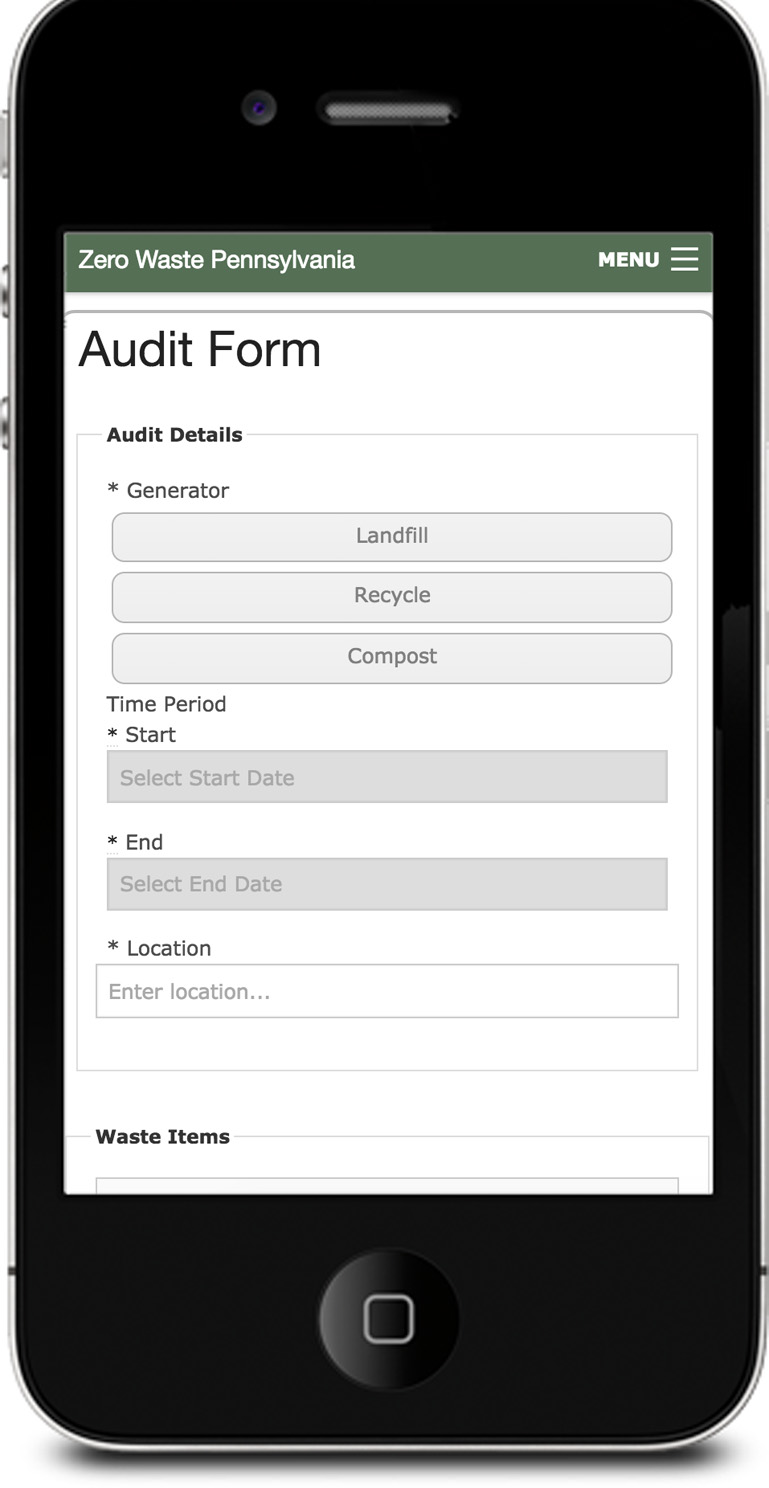 Zero Waste Pennsylvania MENU
Audit Form
Audit Details
* Generator
Landfill
Recycle
Compost
Time Period
* Start
Select Start Date
* End
Select End Date
* Location
Enter location...
Waste Items